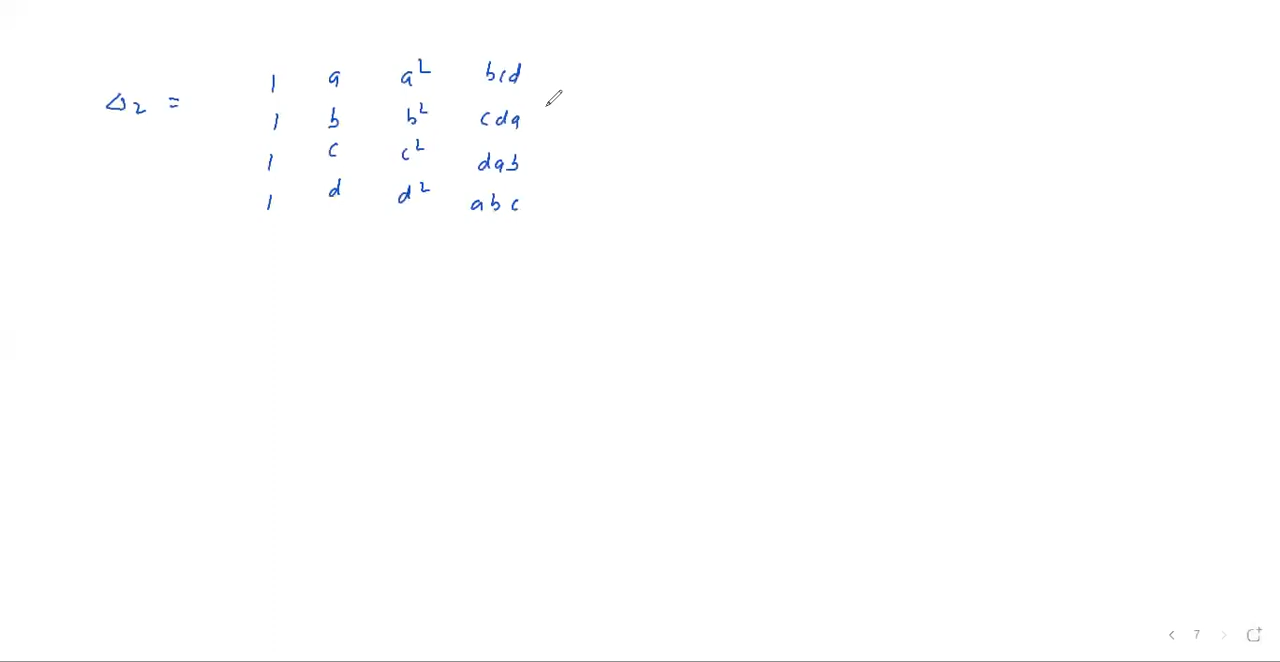 Δ₂ = 1 a a² bcd
1 b b² cda
1 c c² dab
1 d d² abc
7